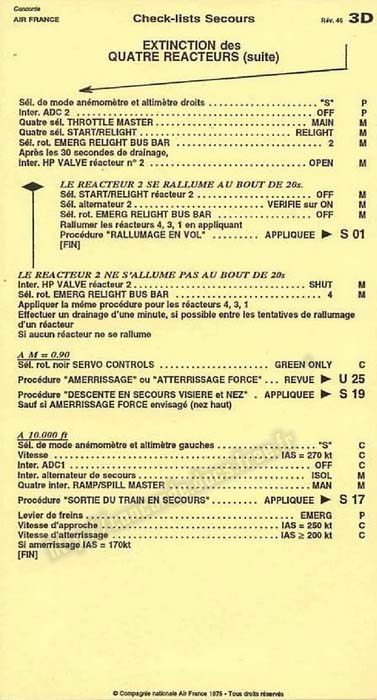 Concorde
AIR FRANCE
Check-lists Secours
Rév. 46 3D
EXTINCTION des
QUATRE REACTEURS (suite)
Sél. de mode anémomètre et altimètre droits ........ "S" P
Inter. ADC 2 ........ OFF P
Quatre sél. THROTTLE MASTER ........ MAIN M
Quatre sél. START/RELIGHT ........ RELIGHT M
Sél. rot. EMERG RELIGHT BUS BAR ........ 2 M
Après les 30 secondes de drainage,
Inter. HP VALVE réacteur n° 2 ........ OPEN M
LE REACTEUR 2 SE RALLUME AU BOUT DE 20s.
Sél. START/RELIGHT réacteur 2 ........ OFF M
Sél. alternateur 2 ........ VERIFIE sur ON M
Sél. rot. EMERG RELIGHT BUS BAR ........ OFF M
Rallumer les réacteurs 4, 3, 1 en appliquant
Procédure "RALLUMAGE EN VOL" ........ APPLIQUEE ► S 01
[FIN]
LE REACTEUR 2 NE S'ALLUME PAS AU BOUT DE 20s
Inter. HP VALVE réacteur 2 ........ SHUT M
Sél. rot. EMERG RELIGHT BUS BAR ........ 4 M
Appliquer la même procédure pour les réacteurs 4, 3, 1
Effectuer un drainage d'une minute, si possible entre les tentatives de rallumage
d'un réacteur
Si aucun réacteur ne se rallume
A M = 0.90
Sél. rot. noir SERVO CONTROLS ........ GREEN ONLY C
Procédure "AMERRISSAGE" ou "ATTERRISSAGE FORCE" ... REVUE ► U 25
Procédure "DESCENTE EN SECOURS VISIERE et NEZ" . APPLIQUEE ► S 19
Sauf si AMERRISSAGE FORCE envisagé (nez haut)
A 10.000 ft
Sél. de mode anémomètre et altimètre gauches ........ "S" C
Vitesse ........ IAS = 270 kt C
Inter. ADC1 ........ OFF C
Inter. alternateur de secours ........ ISOL M
Quatre inter. RAMP/SPILL MASTER ........ MAN M
Procédure "SORTIE DU TRAIN EN SECOURS" ........ APPLIQUEE ► S 17
Levier de freins ........ EMERG P
Vitesse d'approche ........ IAS = 250 kt C
Vitesse d'atterrissage ........ IAS ≥ 200 kt C
Si amerrissage IAS = 170kt
[FIN]
© Compagnie nationale Air France 1975 - Tous droits réservés